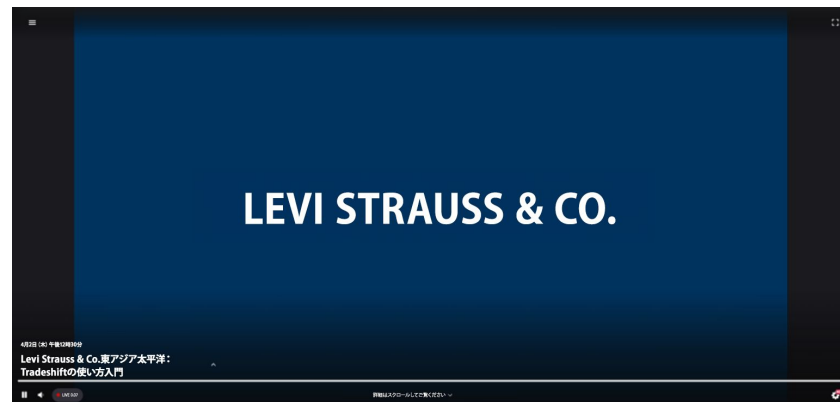 LEVI STRAUSS & CO.
4月2日 (木) 午後12時30分
Levi Strauss & Co.東アジア太平洋：
Tradeshiftの使い方入門
LIVE 0:27
詳細はスクロールしてご覧ください